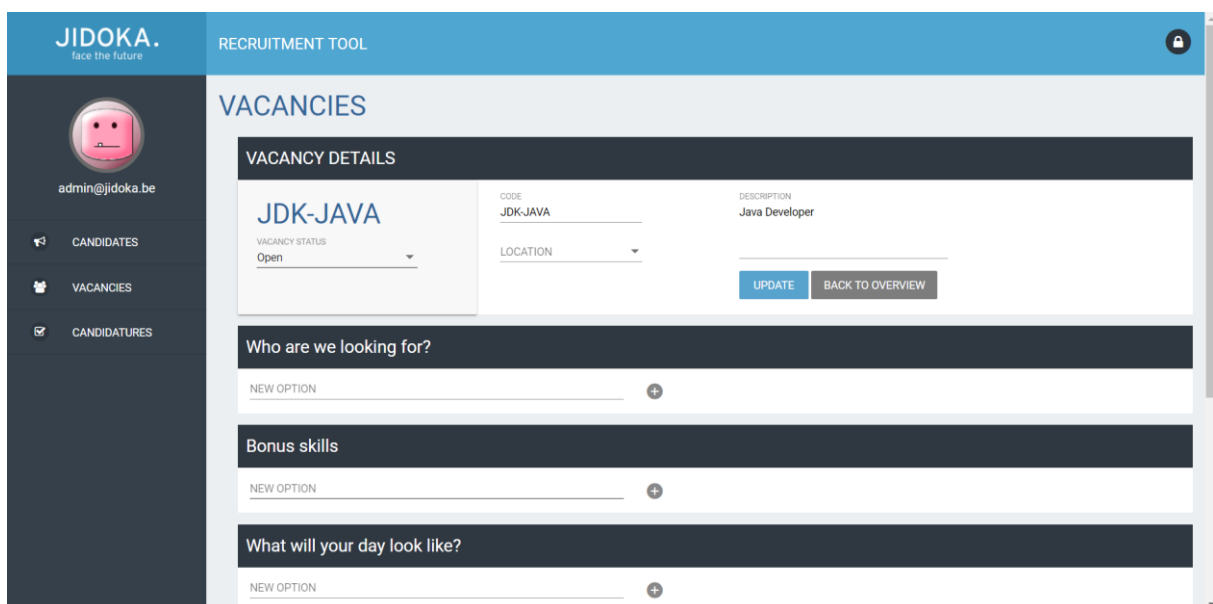 JIDOKA.
face the future
RECRUITMENT TOOL
admin@jidoka.be
CANDIDATES
VACANCIES
CANDIDATURES
VACANCIES
VACANCY DETAILS
JDK-JAVA
VACANCY STATUS
Open
CODE
JDK-JAVA
LOCATION
DESCRIPTION
Java Developer
UPDATE
BACK TO OVERVIEW
Who are we looking for?
NEW OPTION
Bonus skills
NEW OPTION
What will your day look like?
NEW OPTION